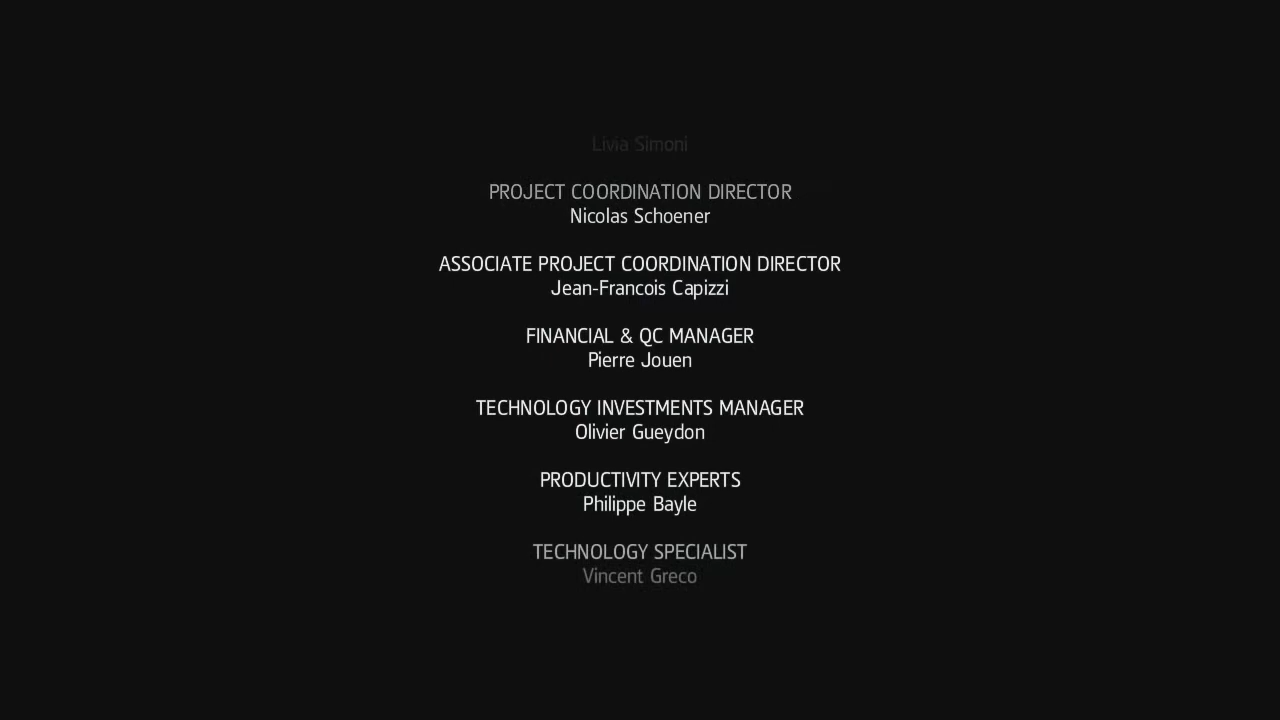 Livia Simoni
PROJECT COORDINATION DIRECTOR
Nicolas Schoener
ASSOCIATE PROJECT COORDINATION DIRECTOR
Jean-Francois Capizzi
FINANCIAL & QC MANAGER
Pierre Jouen
TECHNOLOGY INVESTMENTS MANAGER
Olivier Gueydon
PRODUCTIVITY EXPERTS
Philippe Bayle
TECHNOLOGY SPECIALIST
Vincent Greco